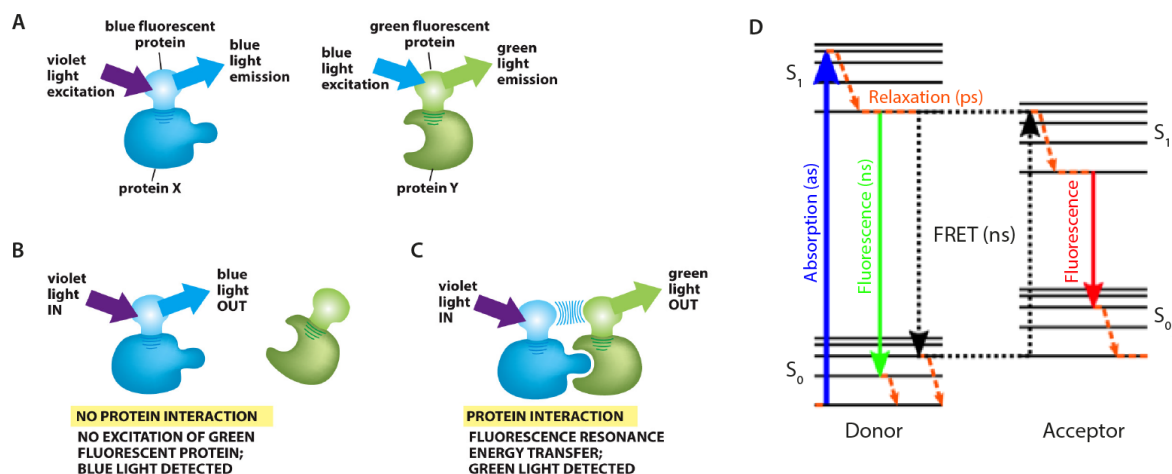 A
blue fluorescent
protein
violet
light
excitation
blue
light
emission
protein X
green fluorescent
protein
blue
light
excitation
green
light
emission
protein Y
B
violet
light
IN
blue
light
OUT
NO PROTEIN INTERACTION
NO EXCITATION OF GREEN
FLUORESCENT PROTEIN;
BLUE LIGHT DETECTED
C
violet
light
IN
green
light
OUT
PROTEIN INTERACTION
FLUORESCENCE RESONANCE
ENERGY TRANSFER;
GREEN LIGHT DETECTED
D
S1
Relaxation (ps)
S1
Absorption (as)
Fluorescence (ns)
FRET (ns)
Fluorescence
S0
S0
Donor
Acceptor